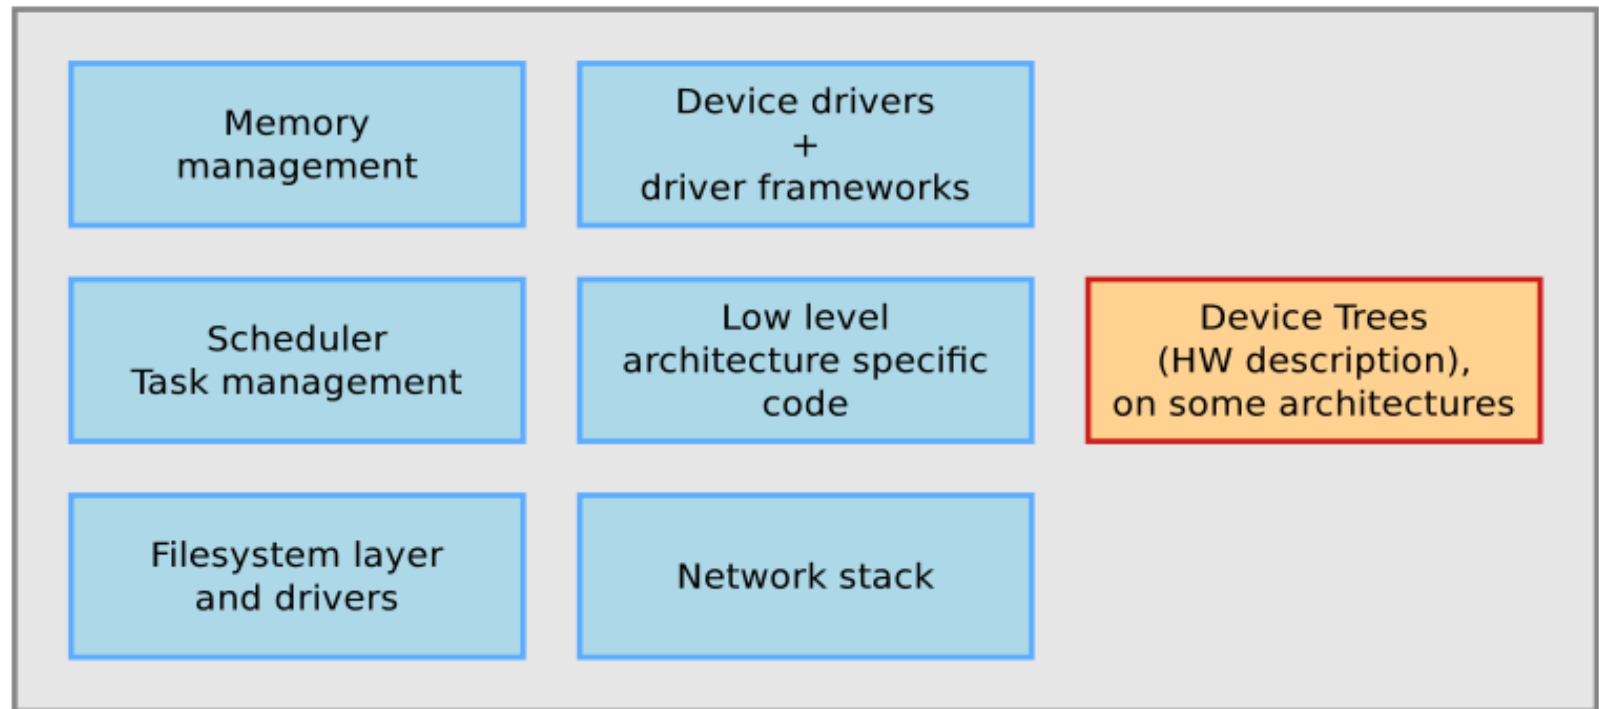 Memory
management
Device drivers
+
driver frameworks
Scheduler
Task management
Low level
architecture specific
code
Device Trees
(HW description),
on some architectures
Filesystem layer
and drivers
Network stack